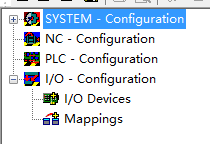 SYSTEM - Configuration
NC - Configuration
PLC - Configuration
I/O - Configuration
I/O Devices
Mappings